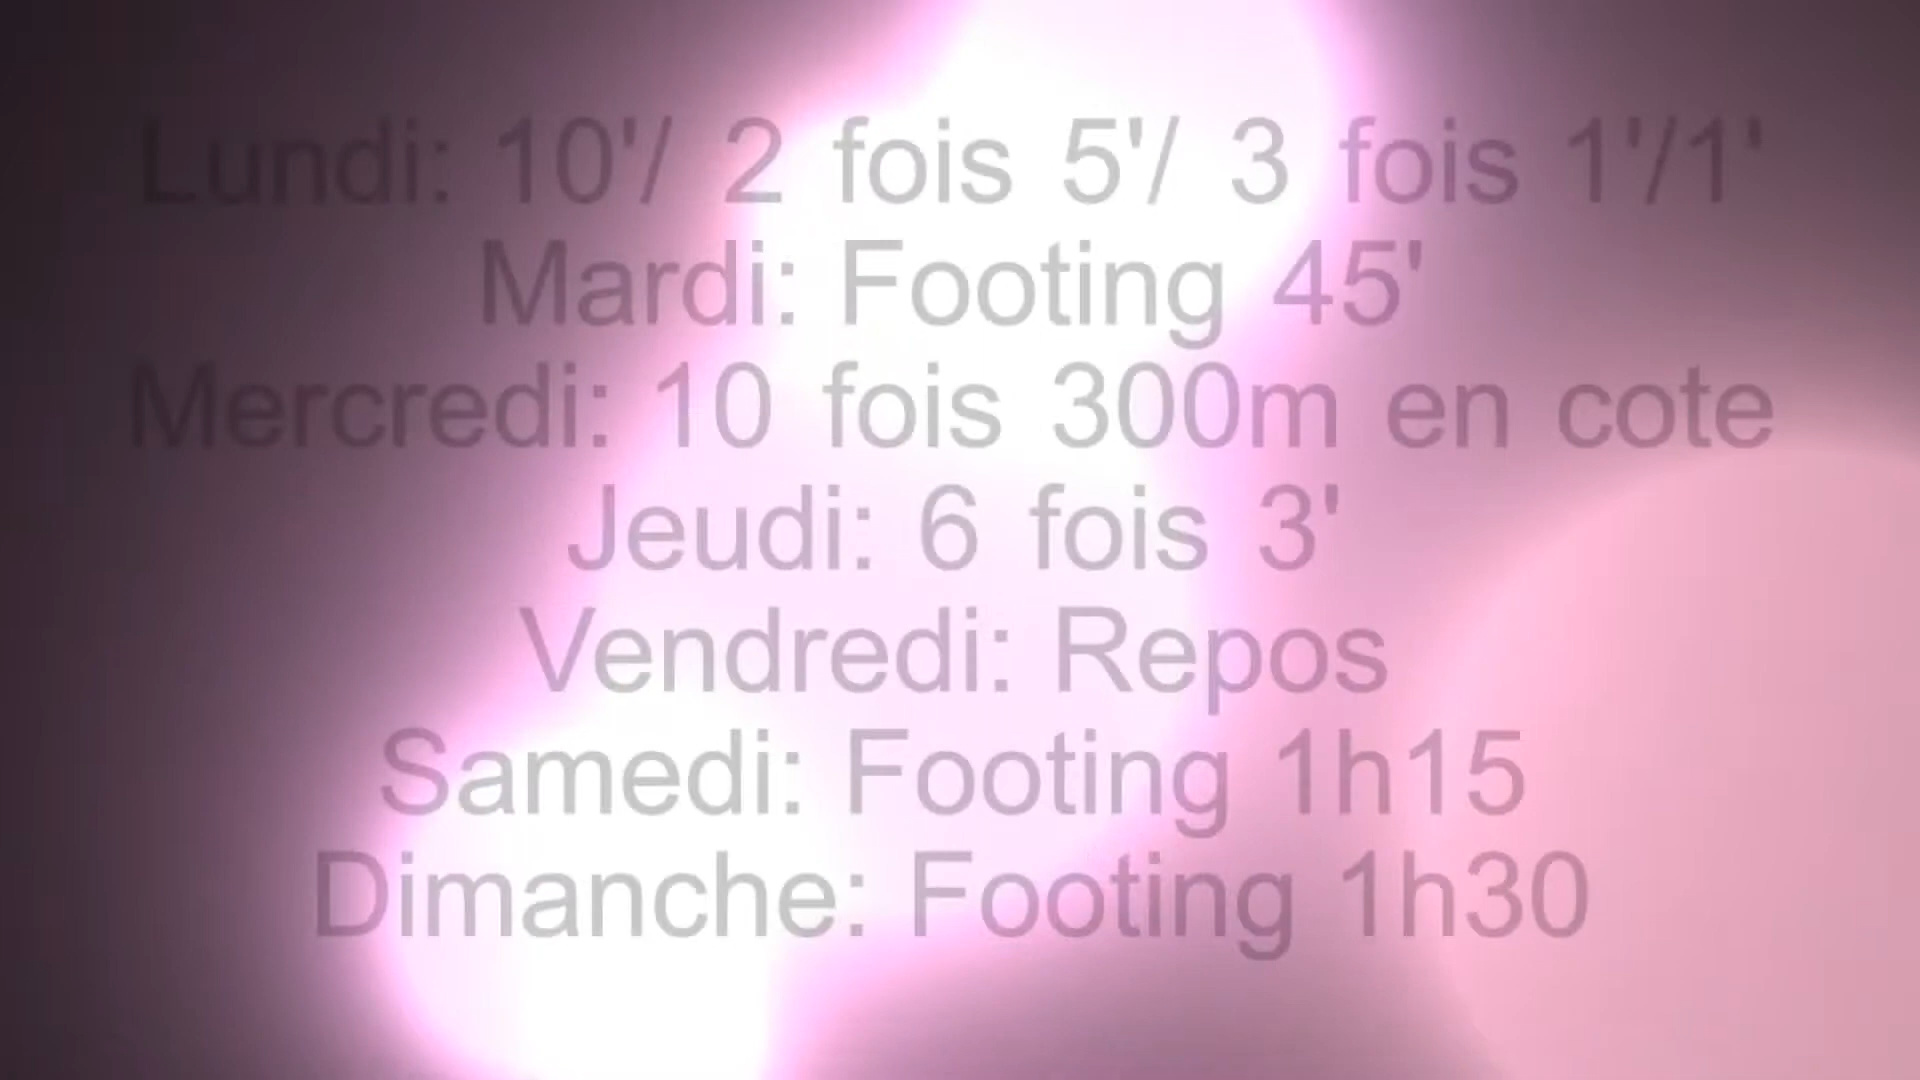 Lundi: 10'/ 2 fois 5'/ 3 fois 1'/1'
Mardi: Footing 45'
Mercredi: 10 fois 300m en cote
Jeudi: 6 fois 3'
Vendredi: Repos
Samedi: Footing 1h15
Dimanche: Footing 1h30